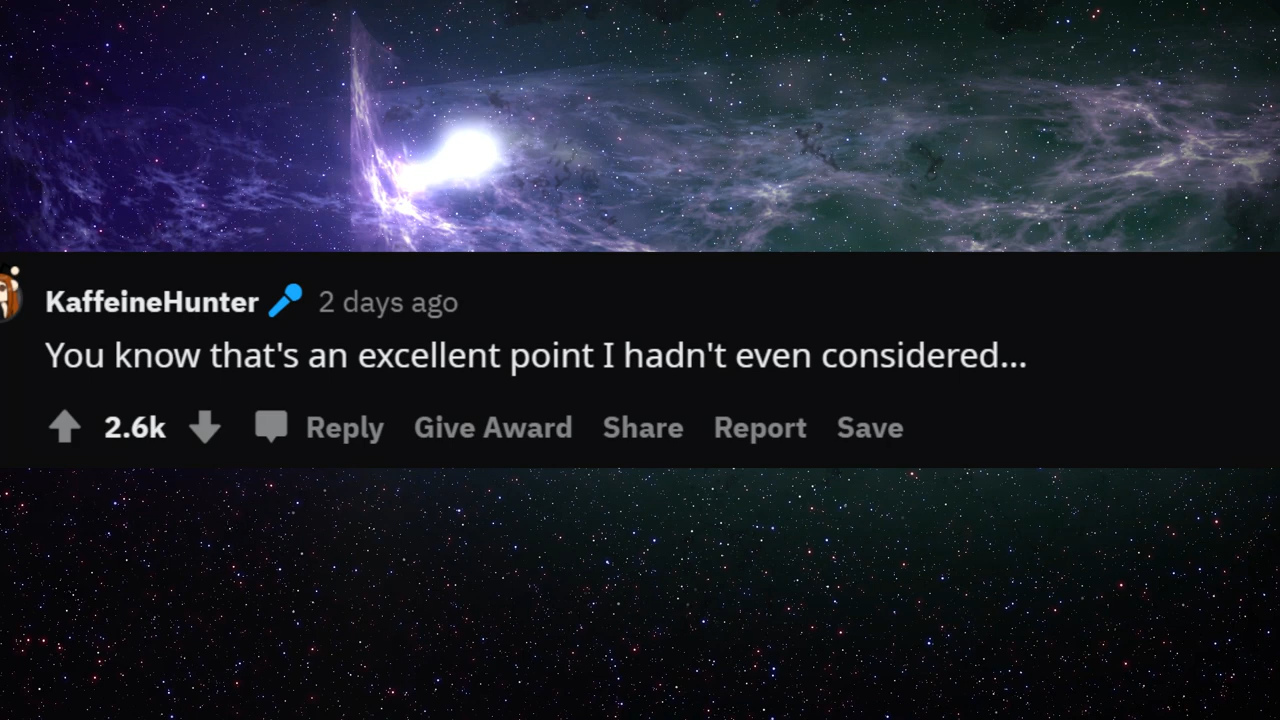 KaffeineHunter 2 days ago
You know that's an excellent point I hadn't even considered...
2.6k Reply Give Award Share Report Save